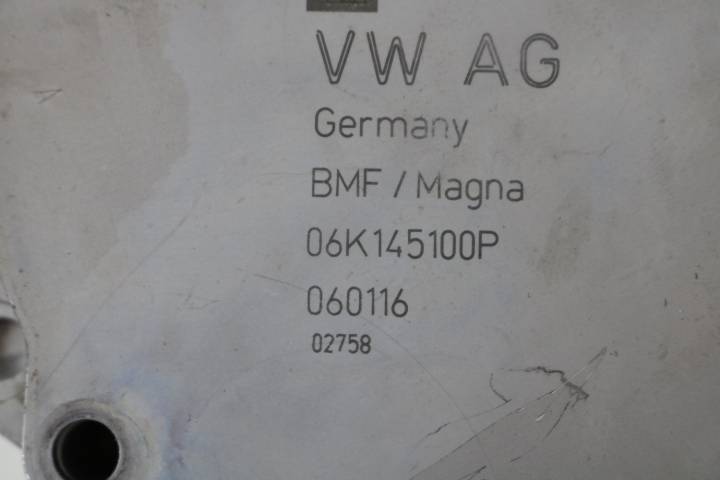 VW AG
Germany
BMF / Magna
06K145100P
060116
02758